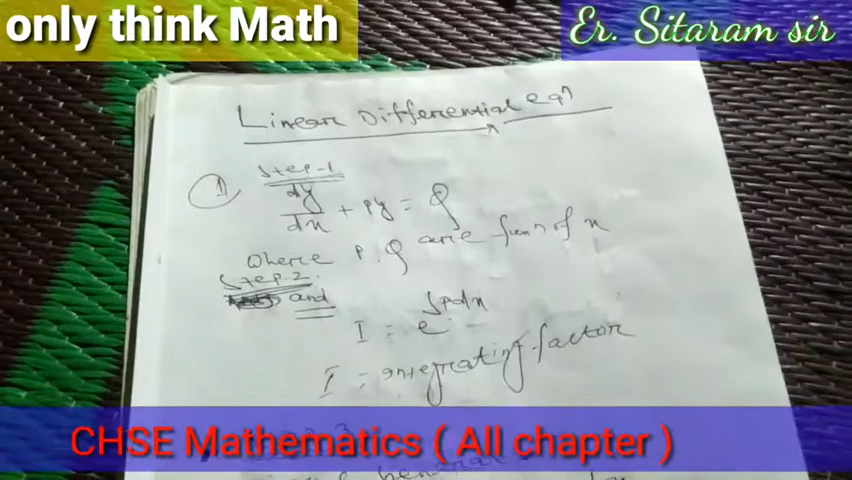 only think Math
Er. Sitaram sir
Linear Differential eqn
① Step-1
dy/dx + py = Q
where P, Q are fun? of x
Step-2
and
I = e^∫Pdx
I = integrating factor
CHSE Mathematics ( All chapter )